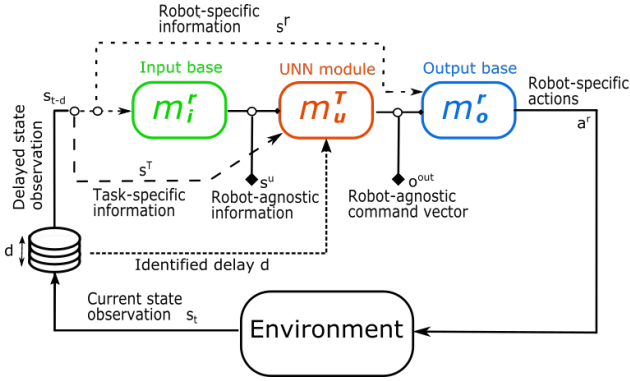 Robot-specific
information s^r
Input base
UNN module
Output base
Robot-specific
actions
s_{t-d}
m_i^r
m_u^T
m_o^r
a^r
Delayed state
observation
s^T
Task-specific
information
s^u
Robot-agnostic
information
o^{out}
Robot-agnostic
command vector
d
Identified delay d
Current state
observation s_t
Environment